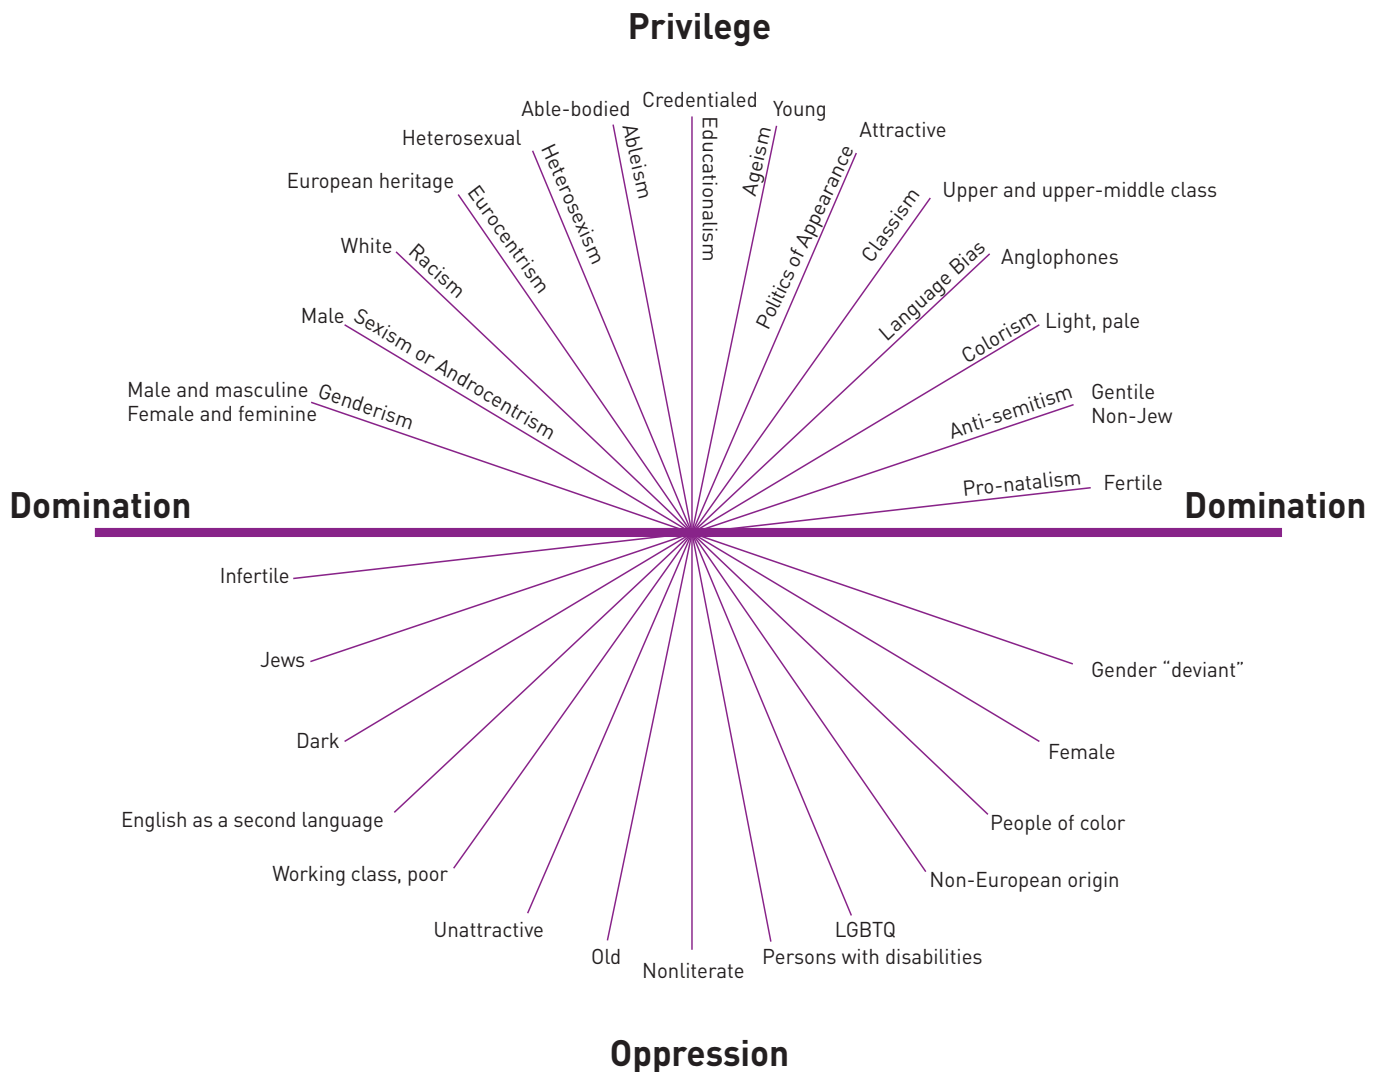 Privilege
Credentialed
Able-bodied
Young
Heterosexual
Attractive
European heritage
Upper and upper-middle class
White
Anglophones
Male
Light, pale
Male and masculine
Female and feminine
Gentile
Non-Jew
Fertile
Genderism
Sexism or Androcentrism
Racism
Eurocentrism
Heterosexism
Ableism
Educationalism
Ageism
Politics of Appearance
Classism
Language Bias
Colorism
Anti-semitism
Pro-natalism
Domination
Domination
Infertile
Jews
Gender “deviant”
Dark
Female
English as a second language
People of color
Working class, poor
Non-European origin
Unattractive
LGBTQ
Old
Persons with disabilities
Nonliterate
Oppression